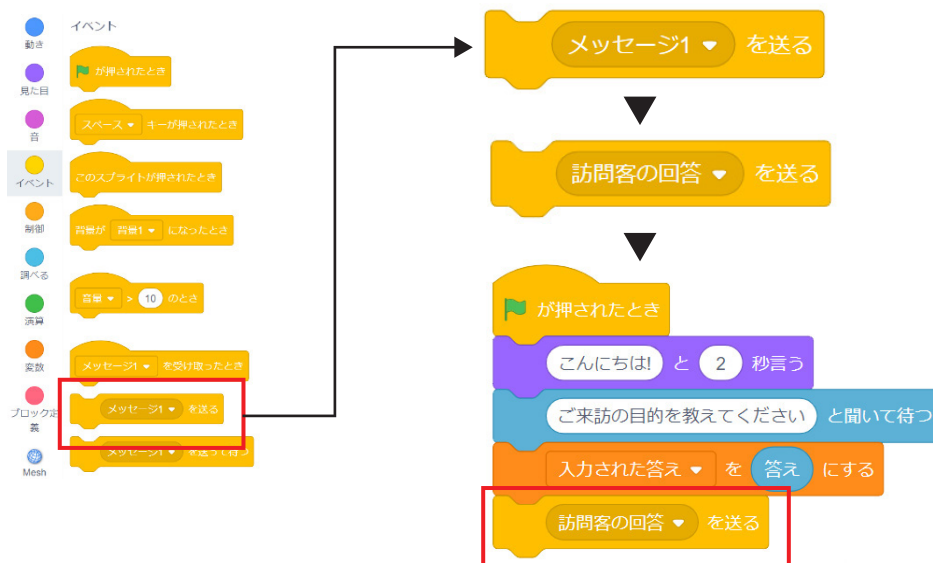 動き
見た目
音
イベント
制御
調べる
演算
変数
ブロック定
義
Mesh
イベント
が押されたとき
スペース キーが押されたとき
このスプライトが押されたとき
背景が 背景1 になったとき
音量 > 10 のとき
メッセージ1 を受け取ったとき
メッセージ1 を送る
メッセージ1 を送って待つ
メッセージ1 を送る
訪問客の回答 を送る
が押されたとき
こんにちは! と 2 秒言う
ご来訪の目的を教えてください と聞いて待つ
入力された答え を 答え にする
訪問客の回答 を送る